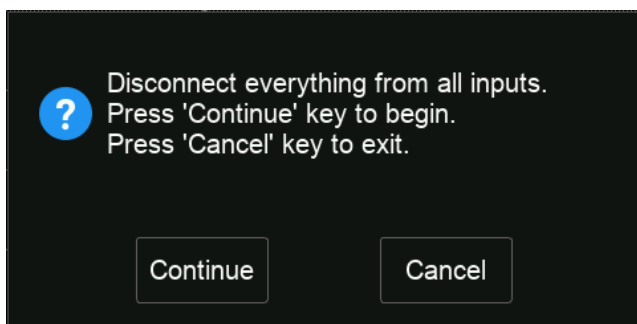 Disconnect everything from all inputs.
Press 'Continue' key to begin.
Press 'Cancel' key to exit.
Continue
Cancel